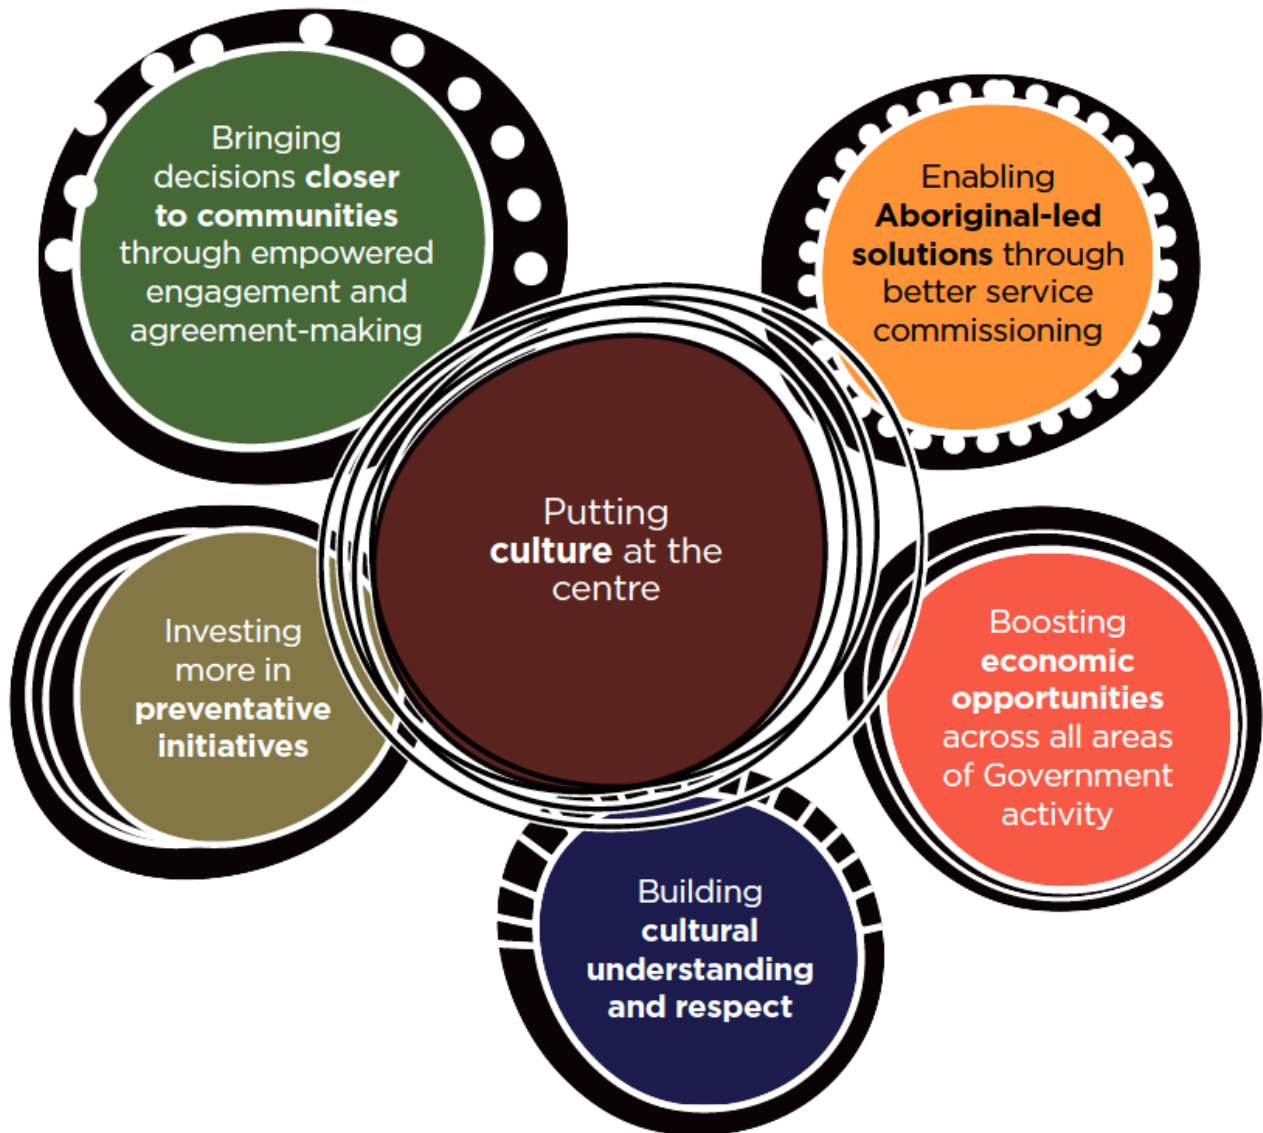 Bringing
decisions closer
to communities
through empowered
engagement and
agreement-making
Enabling
Aboriginal-led
solutions through
better service
commissioning
Putting
culture at the
centre
Investing
more in
preventative
initiatives
Boosting
economic
opportunities
across all areas
of Government
activity
Building
cultural
understanding
and respect